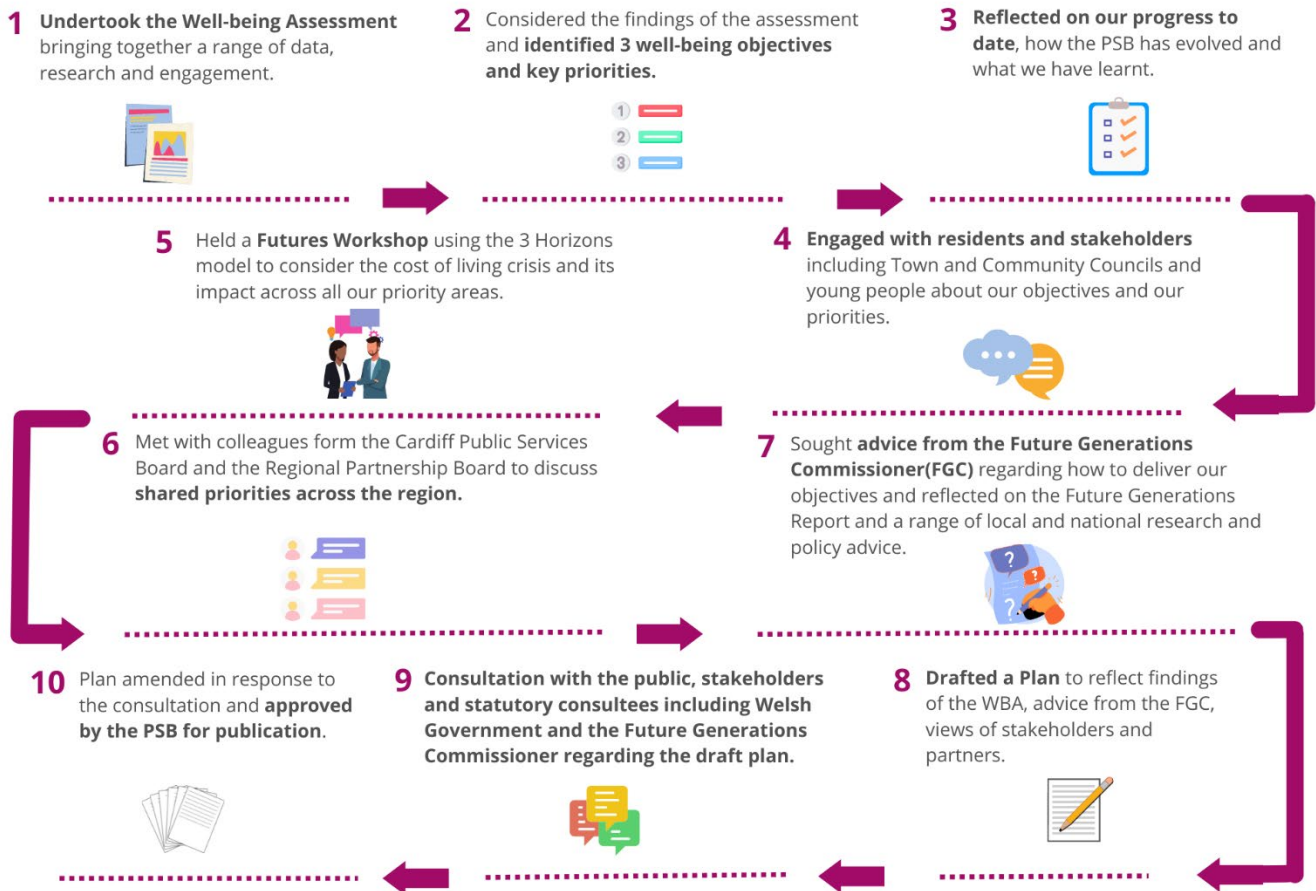 1 Undertook the Well-being Assessment
bringing together a range of data,
research and engagement.
2 Considered the findings of the assessment
and identified 3 well-being objectives
and key priorities.
1
2
3
3 Reflected on our progress to
date, how the PSB has evolved and
what we have learnt.
4 Engaged with residents and stakeholders
including Town and Community Councils and
young people about our objectives and our
priorities.
5 Held a Futures Workshop using the 3 Horizons
model to consider the cost of living crisis and its
impact across all our priority areas.
6 Met with colleagues form the Cardiff Public Services
Board and the Regional Partnership Board to discuss
shared priorities across the region.
7 Sought advice from the Future Generations
Commissioner(FGC) regarding how to deliver our
objectives and reflected on the Future Generations
Report and a range of local and national research and
policy advice.
?
?
?
8 Drafted a Plan to reflect findings
of the WBA, advice from the FGC,
views of stakeholders and
partners.
9 Consultation with the public, stakeholders
and statutory consultees including Welsh
Government and the Future Generations
Commissioner regarding the draft plan.
10 Plan amended in response to
the consultation and approved
by the PSB for publication.